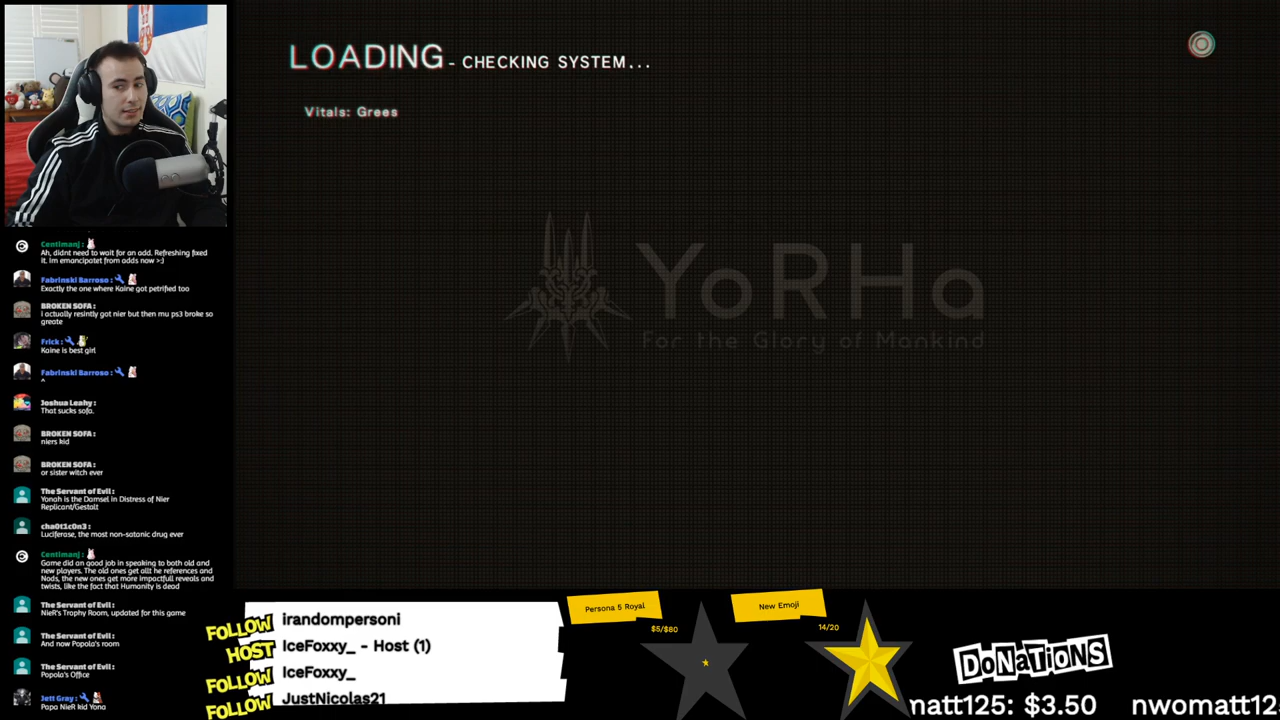 LOADING - CHECKING SYSTEM...
Vitals: Grees
YoRHa
For the Glory of Mankind
Centimanj :
Ah, didnt need to wait for an add. Refreshing fixed
it. Im emancipatet from adds now >:)
Fabrinski Barroso :
Exactly the one where Kaine got petrified too
BROKEN SOFA :
I actually resintly got nier but then mu ps3 broke so
greate
Frick :
Kaine is best girl
Fabrinski Barroso :
^
Joshua Leahy :
That sucks sofa.
BROKEN SOFA :
niers kid
BROKEN SOFA :
or sister witch ever
The Servant of Evil :
Yonah is the Damsel in Distress of Nier
Replicant/Gestalt
cha0t1c0n3 :
Luciferase, the most non-satanic drug ever
Centimanj :
Game did an good job in speaking to both old and
new players. The old ones get allt he references and
Nods, the new ones get more impactfull reveals and
twists, like the fact that Humanity is dead
The Servant of Evil :
NieR's Trophy Room, updated for this game
The Servant of Evil :
And now Popola's room
The Servant of Evil :
Popola's Office
Jett Gray :
Papa NieR kid Yona
FOLLOW irandompersoni
HOST IceFoxxy_ - Host (1)
FOLLOW IceFoxxy_
FOLLOW JustNicolas21
Persona 5 Royal
$5/$80
New Emoji
14/20
DONATIONS
matt125: $3.50 nwomatt12